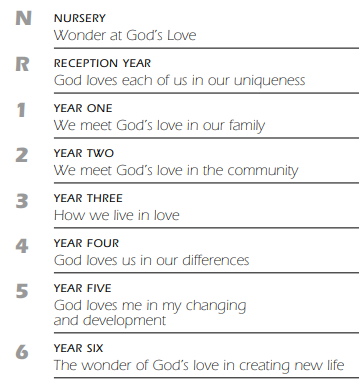 N
NURSERY
Wonder at God's Love
R
RECEPTION YEAR
God loves each of us in our uniqueness
1
YEAR ONE
We meet God's love in our family
2
YEAR TWO
We meet God's love in the community
3
YEAR THREE
How we live in love
4
YEAR FOUR
God loves us in our differences
5
YEAR FIVE
God loves me in my changing
and development
6
YEAR SIX
The wonder of God's love in creating new life